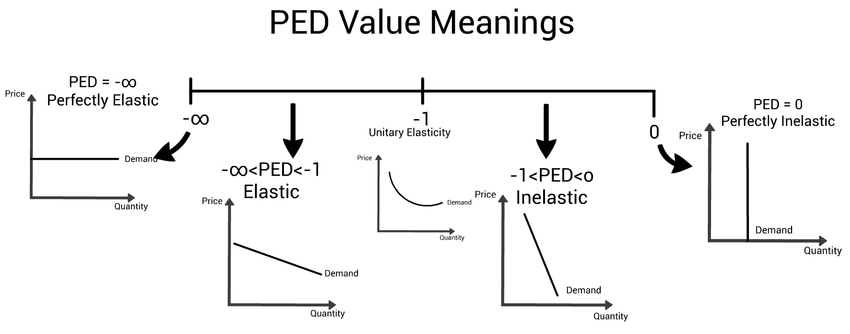 PED Value Meanings
PED = -∞
Perfectly Elastic
Price
Demand
Quantity
-∞
-1
Unitary Elasticity
0
PED = 0
Perfectly Inelastic
Price
Demand
Quantity
-∞<PED<-1
Elastic
Price
Demand
Quantity
Price
Demand
Quantity
-1<PED<o
Inelastic
Price
Demand
Quantity